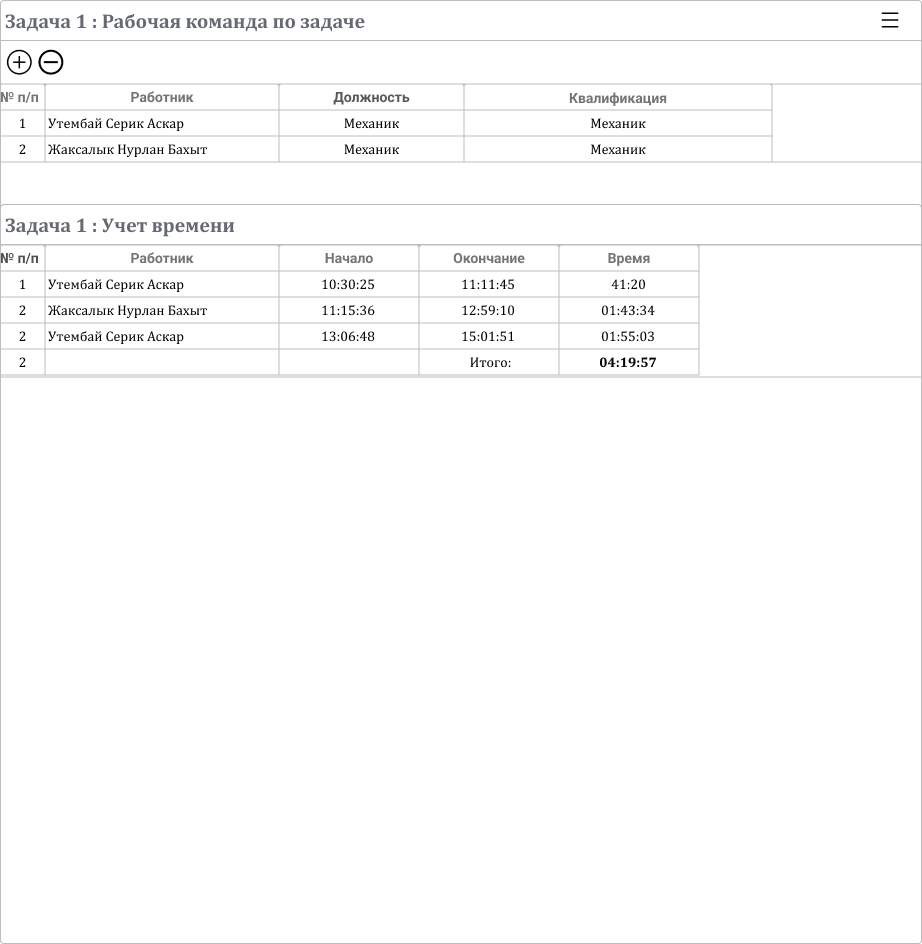 Задача 1 : Рабочая команда по задаче
№ п/п Работник Должность Квалификация
1 Утембай Серик Аскар Механик Механик
2 Жаксалык Нурлан Бахыт Механик Механик
Задача 1 : Учет времени
№ п/п Работник Начало Окончание Время
1 Утембай Серик Аскар 10:30:25 11:11:45 41:20
2 Жаксалык Нурлан Бахыт 11:15:36 12:59:10 01:43:34
2 Утембай Серик Аскар 13:06:48 15:01:51 01:55:03
2 Итого: 04:19:57